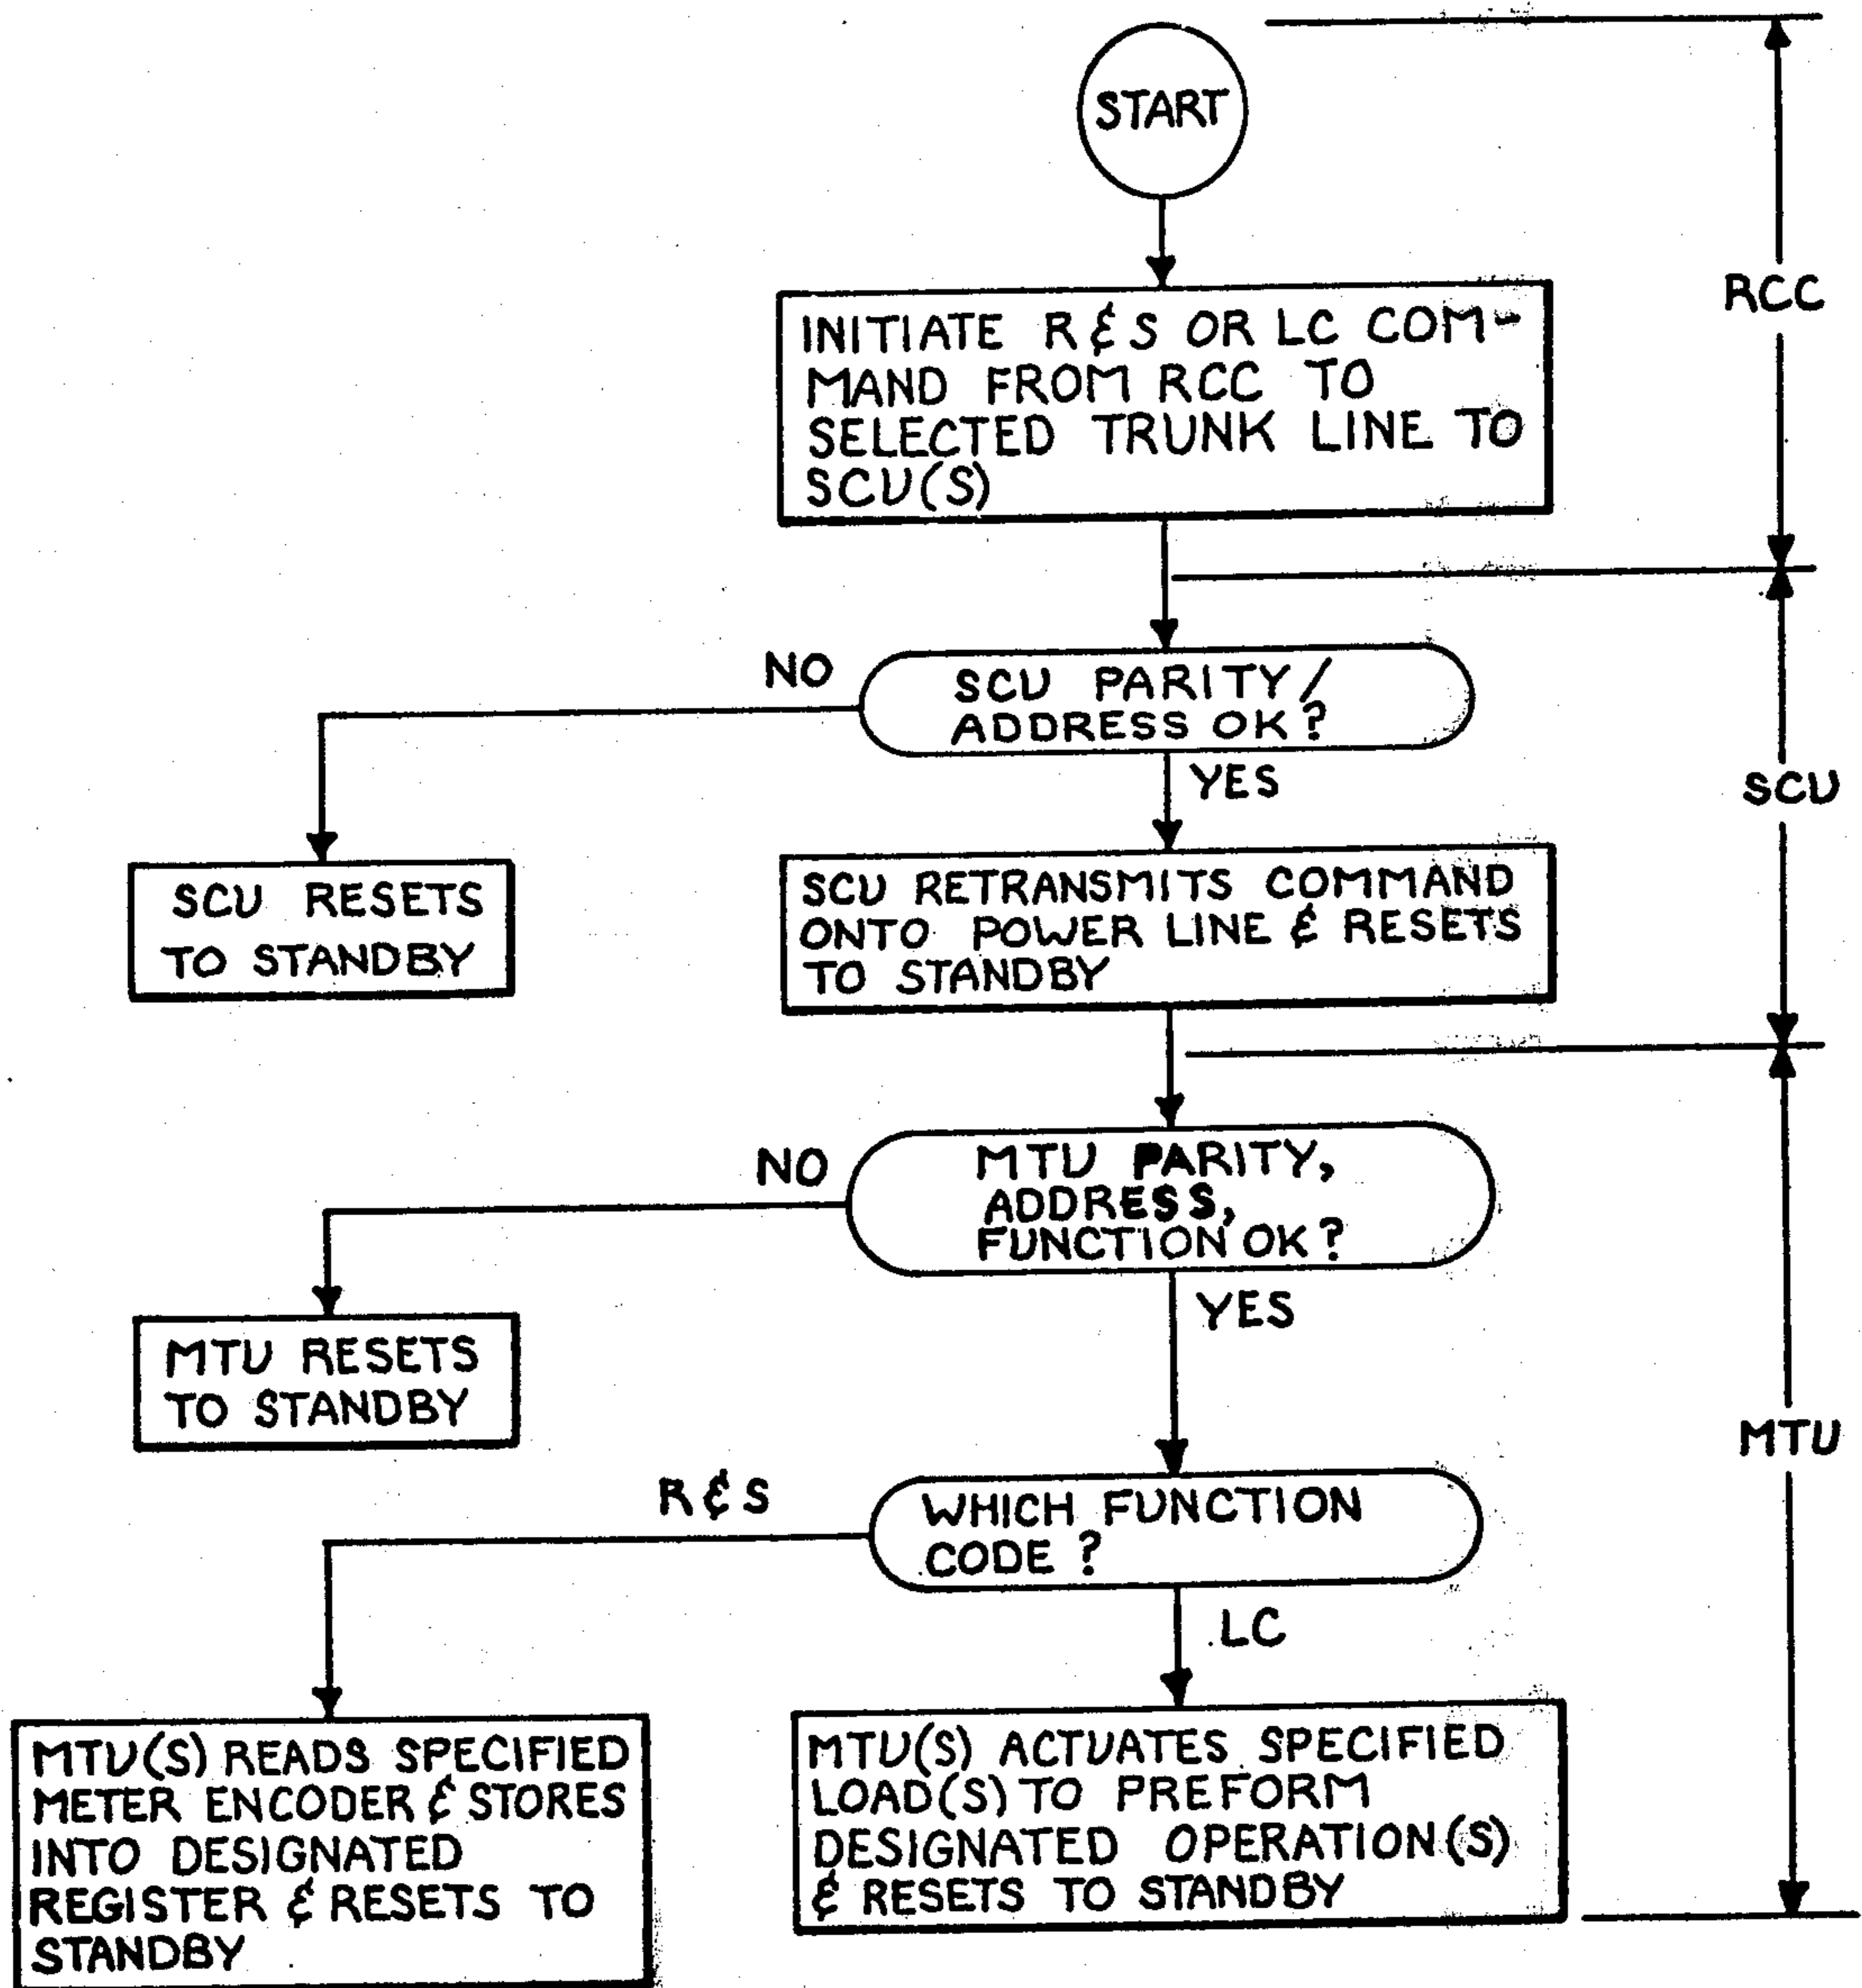 START
RCC
INITIATE R & S OR LC COM-
MAND FROM RCC TO
SELECTED TRUNK LINE TO
SCU(S)
NO
SCU PARITY/
ADDRESS OK?
YES
SCU
SCU RESETS
TO STANDBY
SCU RETRANSMITS COMMAND
ONTO POWER LINE & RESETS
TO STANDBY
NO
MTU PARITY,
ADDRESS,
FUNCTION OK?
YES
MTU RESETS
TO STANDBY
MTU
R & S
WHICH FUNCTION
CODE?
LC
MTU(S) READS SPECIFIED
METER ENCODER & STORES
INTO DESIGNATED
REGISTER & RESETS TO
STANDBY
MTU(S) ACTUATES SPECIFIED
LOAD(S) TO PREFORM
DESIGNATED OPERATION(S)
& RESETS TO STANDBY